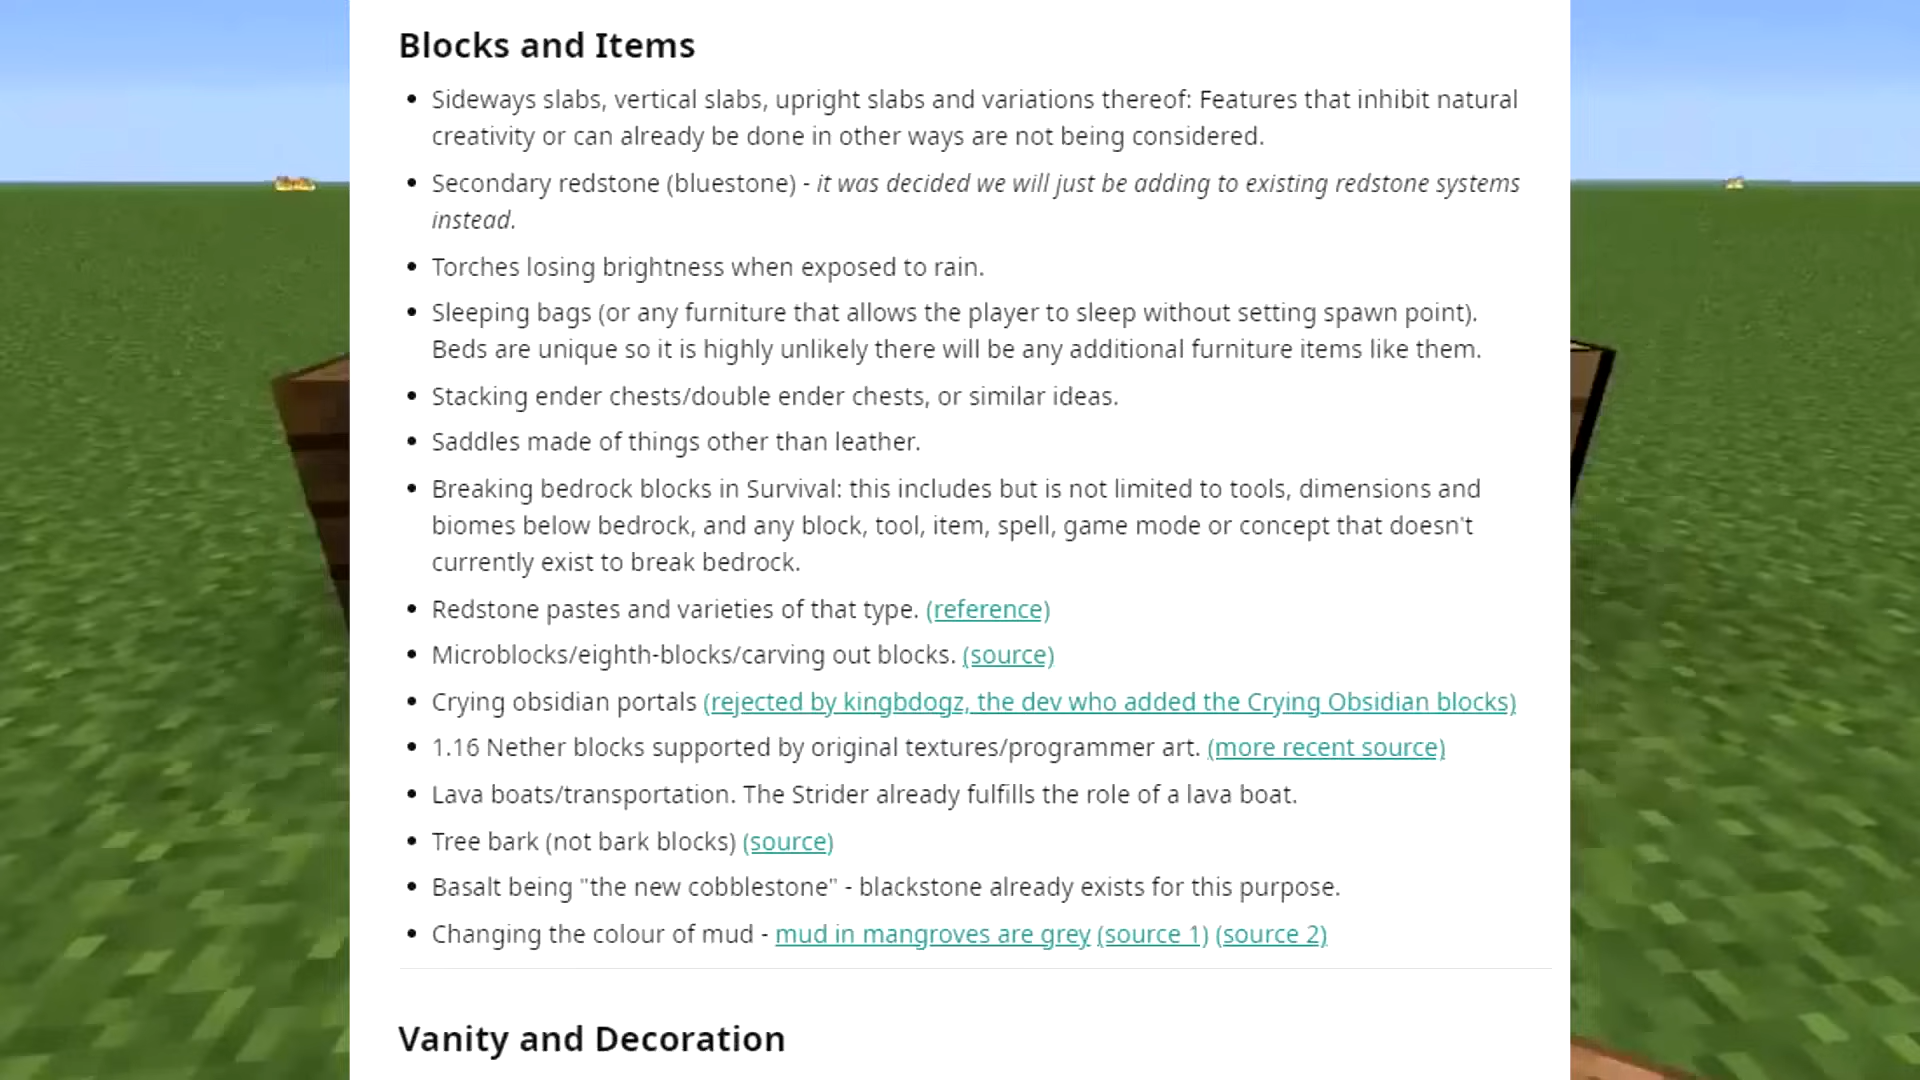 Blocks and Items
• Sideways slabs, vertical slabs, upright slabs and variations thereof: Features that inhibit natural
creativity or can already be done in other ways are not being considered.
• Secondary redstone (bluestone) - it was decided we will just be adding to existing redstone systems
instead.
• Torches losing brightness when exposed to rain.
• Sleeping bags (or any furniture that allows the player to sleep without setting spawn point).
Beds are unique so it is highly unlikely there will be any additional furniture items like them.
• Stacking ender chests/double ender chests, or similar ideas.
• Saddles made of things other than leather.
• Breaking bedrock blocks in Survival: this includes but is not limited to tools, dimensions and
biomes below bedrock, and any block, tool, item, spell, game mode or concept that doesn't
currently exist to break bedrock.
• Redstone pastes and varieties of that type. (reference)
• Microblocks/eighth-blocks/carving out blocks. (source)
• Crying obsidian portals (rejected by kingbdogz, the dev who added the Crying Obsidian blocks)
• 1.16 Nether blocks supported by original textures/programmer art. (more recent source)
• Lava boats/transportation. The Strider already fulfills the role of a lava boat.
• Tree bark (not bark blocks) (source)
• Basalt being "the new cobblestone" - blackstone already exists for this purpose.
• Changing the colour of mud - mud in mangroves are grey (source 1) (source 2)
Vanity and Decoration